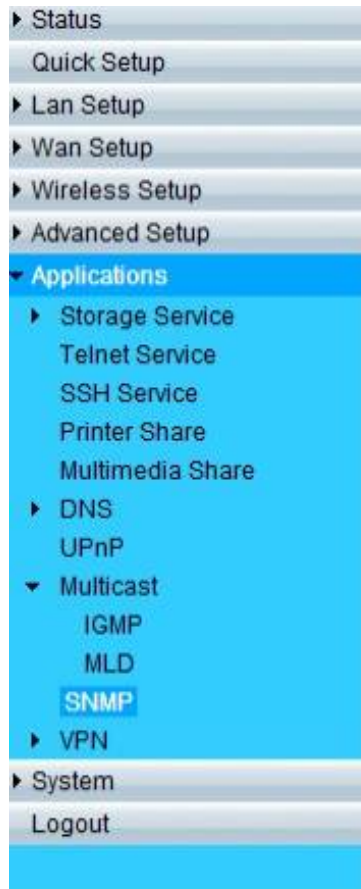 Status
Quick Setup
Lan Setup
Wan Setup
Wireless Setup
Advanced Setup
Applications
Storage Service
Telnet Service
SSH Service
Printer Share
Multimedia Share
DNS
UPnP
Multicast
IGMP
MLD
SNMP
VPN
System
Logout